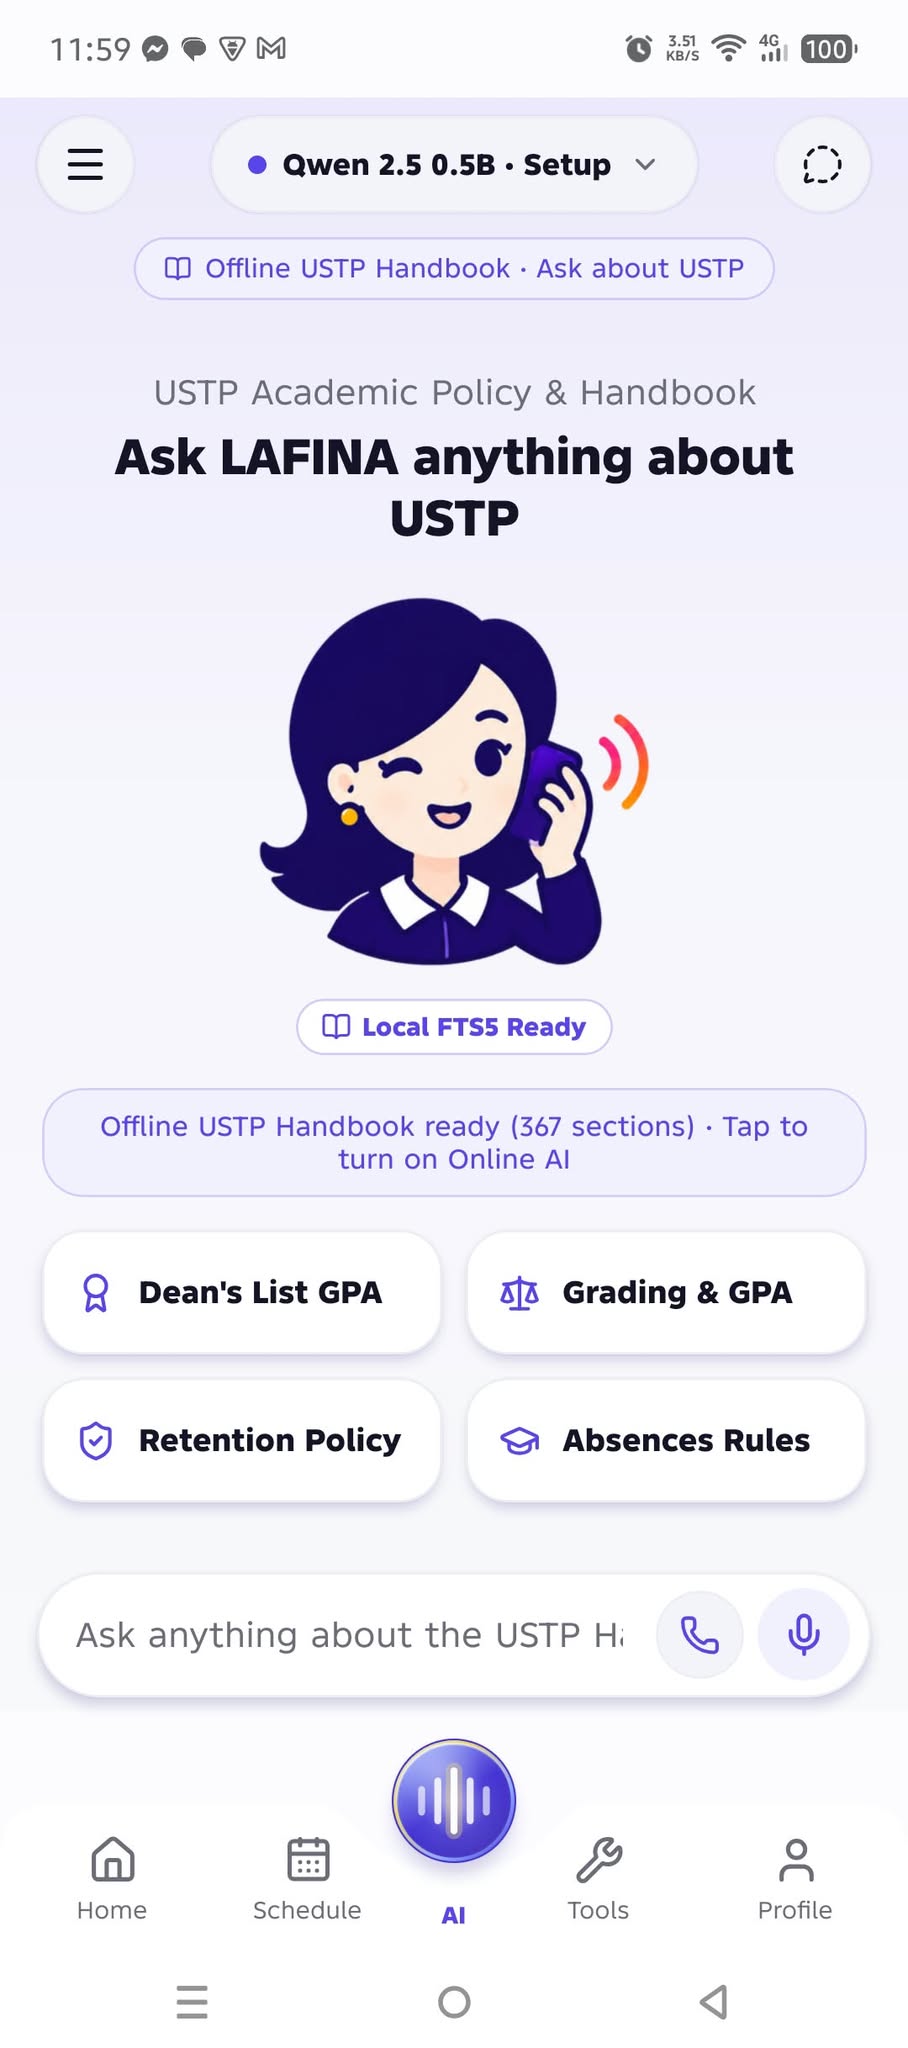 11:59
3.51
KB/S
4G
100
Qwen 2.5 0.5B • Setup
Offline USTP Handbook · Ask about USTP
USTP Academic Policy & Handbook
Ask LAFINA anything about
USTP
Local FTS5 Ready
Offline USTP Handbook ready (367 sections) · Tap to
turn on Online AI
Dean's List GPA
Grading & GPA
Retention Policy
Absences Rules
Ask anything about the USTP Ha
Home
Schedule
AI
Tools
Profile